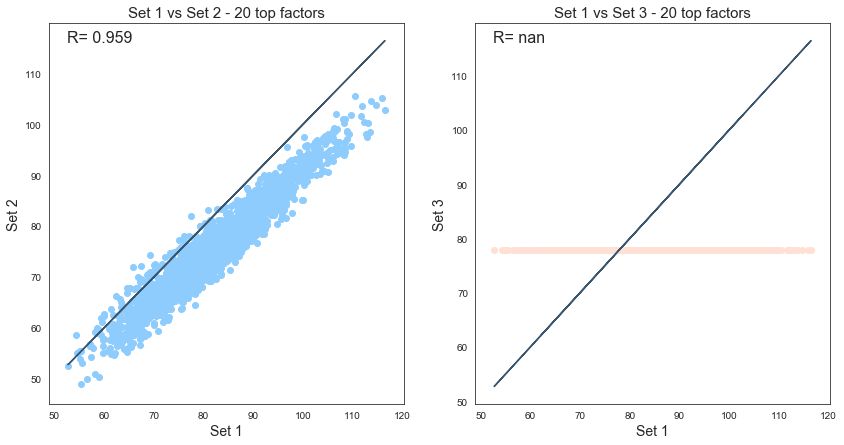 Set 1 vs Set 2 - 20 top factors
R= 0.959
110
100
90
80
70
60
50
Set 2
50 60 70 80 90 100 110 120
Set 1
Set 1 vs Set 3 - 20 top factors
R= nan
110
100
90
80
70
60
50
Set 3
50 60 70 80 90 100 110 120
Set 1